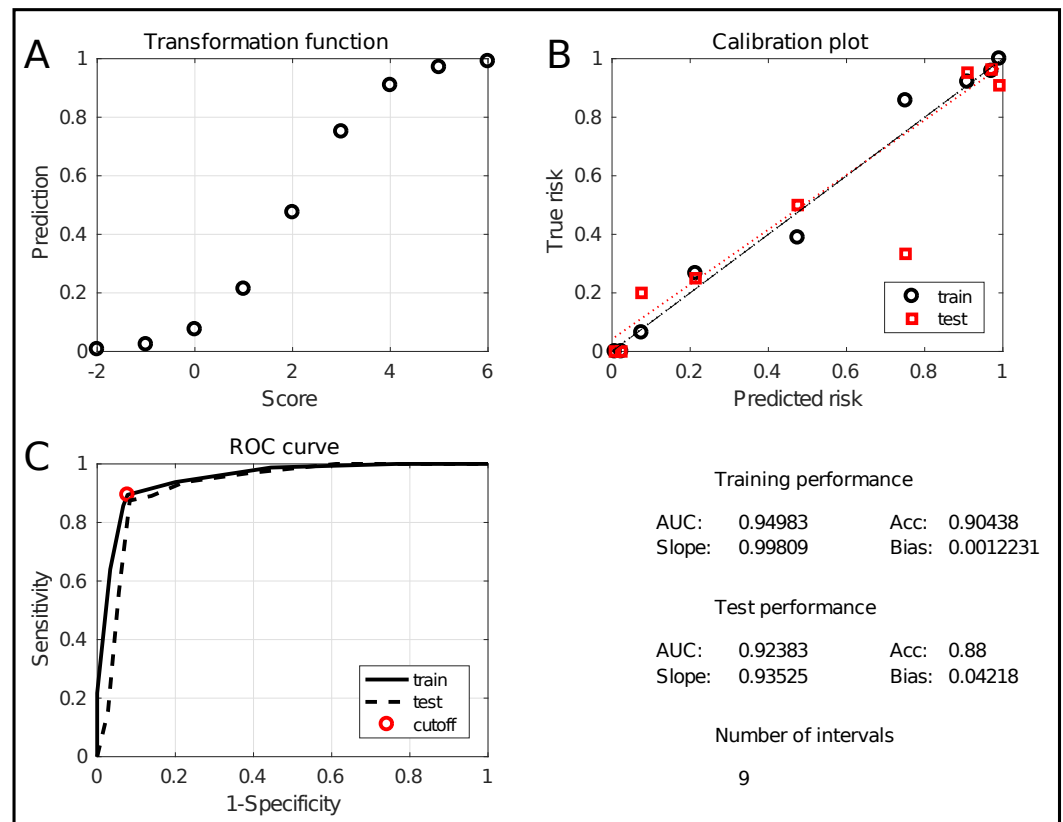 A
Transformation function
1
0.8
0.6
0.4
0.2
0
Prediction
-2 0 2 4 6
Score
B
Calibration plot
1
0.8
0.6
0.4
0.2
0
True risk
train
test
0 0.2 0.4 0.6 0.8 1
Predicted risk
C
ROC curve
1
0.8
0.6
0.4
0.2
0
Sensitivity
train
test
cutoff
0 0.2 0.4 0.6 0.8 1
1-Specificity
Training performance
AUC: 0.94983 Acc: 0.90438
Slope: 0.99809 Bias: 0.0012231
Test performance
AUC: 0.92383 Acc: 0.88
Slope: 0.93525 Bias: 0.04218
Number of intervals
9